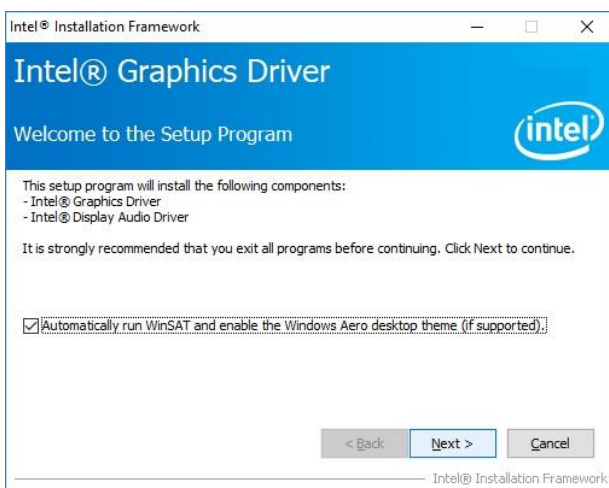 Intel® Installation Framework
Intel® Graphics Driver
Welcome to the Setup Program
intel
This setup program will install the following components:
- Intel® Graphics Driver
- Intel® Display Audio Driver
It is strongly recommended that you exit all programs before continuing. Click Next to continue.
Automatically run WinSAT and enable the Windows Aero desktop theme (if supported).
< Back
Next >
Cancel
Intel® Installation Framework